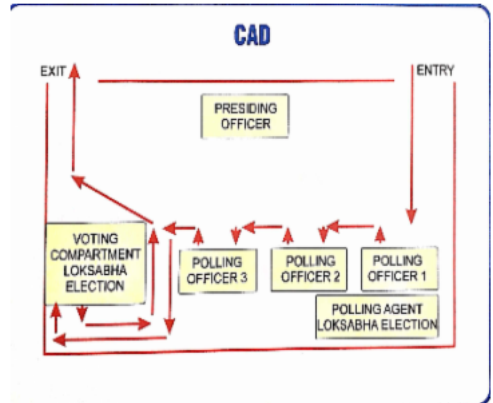 CAD
EXIT
ENTRY
PRESIDING
OFFICER
VOTING
COMPARTMENT
LOKSABHA
ELECTION
POLLING
OFFICER 3
POLLING
OFFICER 2
POLLING
OFFICER 1
POLLING AGENT
LOKSABHA ELECTION